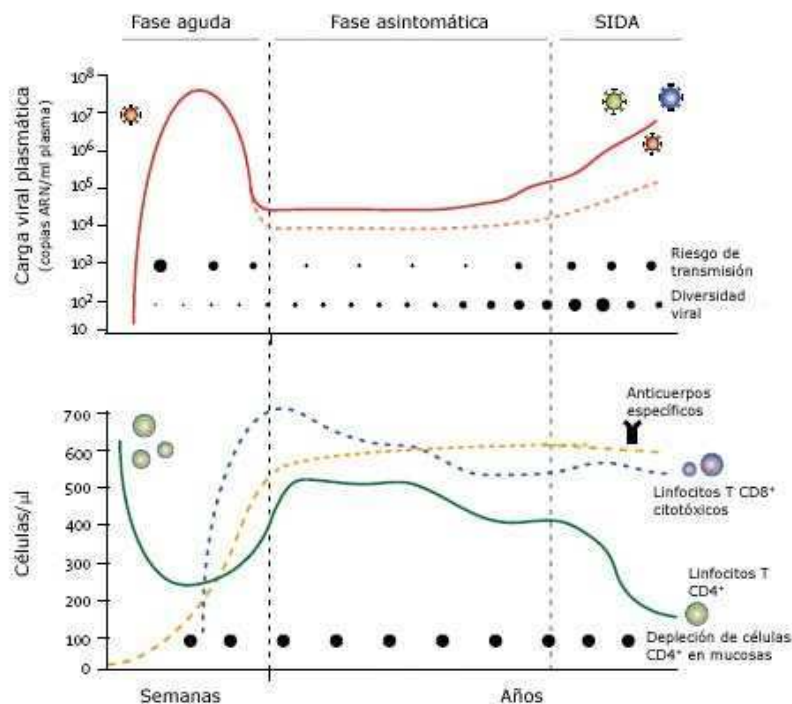 Fase aguda
Fase asintomática
SIDA
Carga viral plasmática
(copias ARN/ml plasma)
10⁸
10⁷
10⁶
10⁵
10⁴
10³
10²
10
Riesgo de
transmisión
Diversidad
viral
Células/µl
700
600
500
400
300
200
100
0
Anticuerpos
específicos
Linfocitos T CD8⁺
citotóxicos
Linfocitos T
CD4⁺
Depleción de células
CD4⁺ en mucosas
Semanas
Años